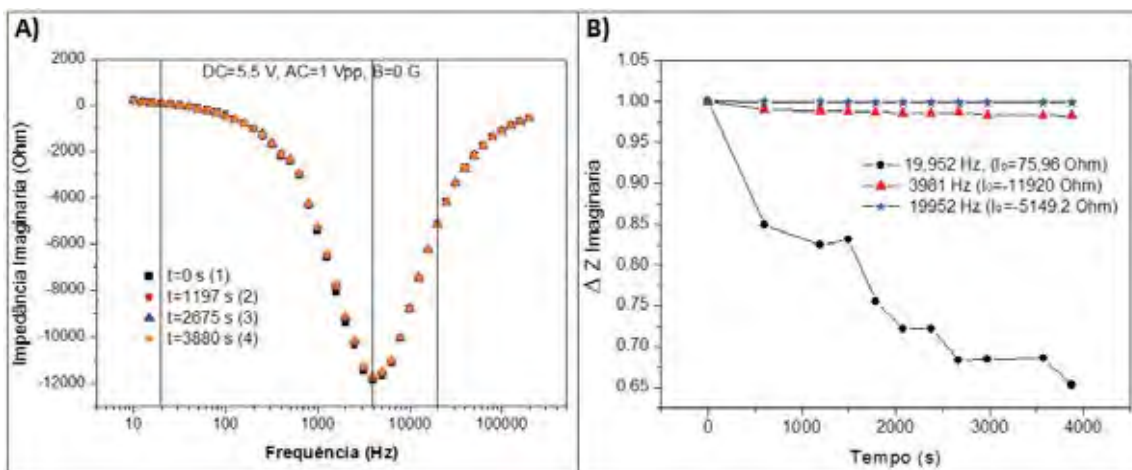 A)
DC=5.5 V, AC=1 Vpp, B=0 G
2000
0
-2000
-4000
-6000
-8000
-10000
-12000
Impedância Imaginaria (Ohm)
t=0 s (1)
t=1197 s (2)
t=2675 s (3)
t=3880 s (4)
10
100
1000
10000
100000
Frequência (Hz)
B)
1.05
1.00
0.95
0.90
0.85
0.80
0.75
0.70
0.65
Δ Z Imaginaria
19,952 Hz, (I₀=75,96 Ohm)
3981 Hz (I₀=-11920 Ohm)
19952 Hz (I₀=-5149.2 Ohm)
0
1000
2000
3000
4000
Tempo (s)